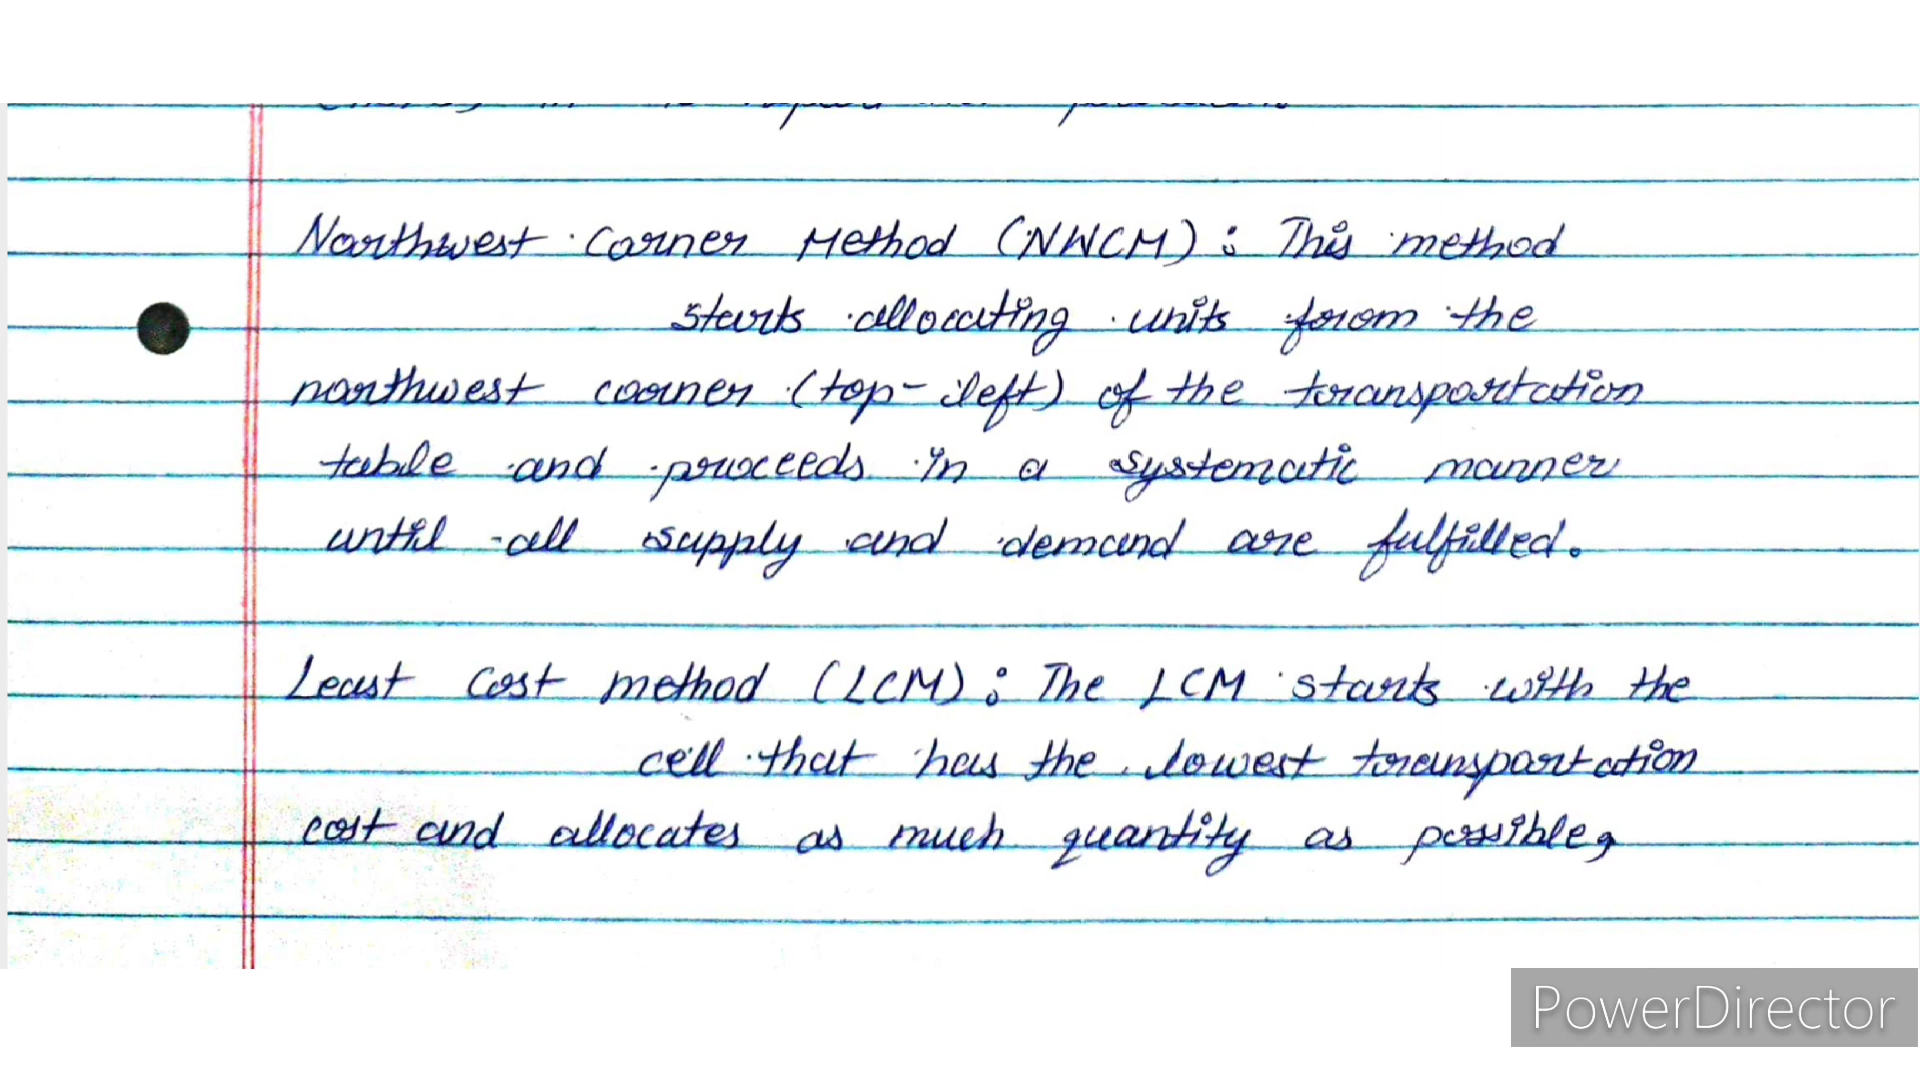 Northwest Corner Method (NWCM): This method
starts allocating units from the
northwest corner (top-left) of the transportation
table and proceeds in a systematic manner
until all supply and demand are fulfilled.
Least Cost method (LCM): The LCM starts with the
cell that has the lowest transportation
cost and allocates as much quantity as possible,
PowerDirector